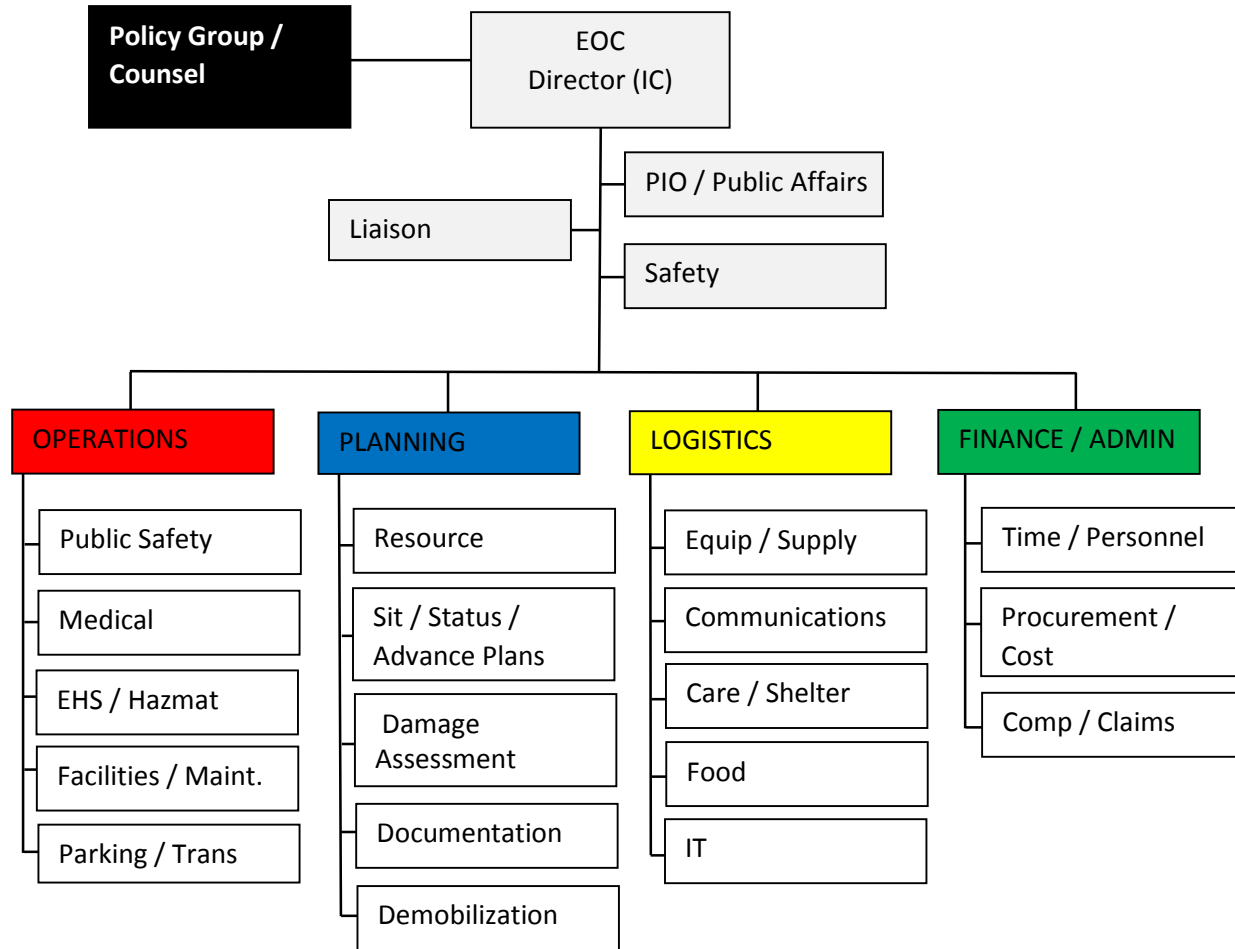 Policy Group /
Counsel
EOC
Director (IC)
PIO / Public Affairs
Liaison
Safety
OPERATIONS
Public Safety
Medical
EHS / Hazmat
Facilities / Maint.
Parking / Trans
PLANNING
Resource
Sit / Status /
Advance Plans
Damage
Assessment
Documentation
Demobilization
LOGISTICS
Equip / Supply
Communications
Care / Shelter
Food
IT
FINANCE / ADMIN
Time / Personnel
Procurement /
Cost
Comp / Claims